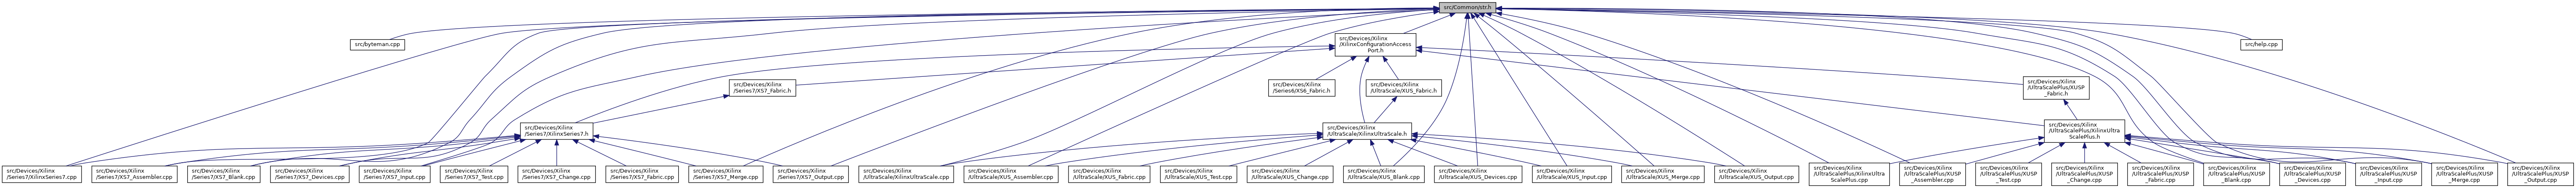 src/Common/str.h
src/byteman.cpp
src/Devices/Xilinx
/XilinxConfigurationAccess
Port.h
src/help.cpp
src/Devices/Xilinx
/Series7/XS7_Fabric.h
src/Devices/Xilinx
/Series6/XS6_Fabric.h
src/Devices/Xilinx
/UltraScale/XUS_Fabric.h
src/Devices/Xilinx
/UltraScalePlus/XUSP
_Fabric.h
src/Devices/Xilinx
/Series7/XilinxSeries7.h
src/Devices/Xilinx
/UltraScale/XilinxUltraScale.h
src/Devices/Xilinx
/UltraScalePlus/XilinxUltra
ScalePlus.h
src/Devices/Xilinx
/Series7/XilinxSeries7.cpp
src/Devices/Xilinx
/Series7/XS7_Assembler.cpp
src/Devices/Xilinx
/Series7/XS7_Blank.cpp
src/Devices/Xilinx
/Series7/XS7_Devices.cpp
src/Devices/Xilinx
/Series7/XS7_Input.cpp
src/Devices/Xilinx
/Series7/XS7_Test.cpp
src/Devices/Xilinx
/Series7/XS7_Change.cpp
src/Devices/Xilinx
/Series7/XS7_Fabric.cpp
src/Devices/Xilinx
/Series7/XS7_Merge.cpp
src/Devices/Xilinx
/Series7/XS7_Output.cpp
src/Devices/Xilinx
/UltraScale/XilinxUltraScale.cpp
src/Devices/Xilinx
/UltraScale/XUS_Assembler.cpp
src/Devices/Xilinx
/UltraScale/XUS_Fabric.cpp
src/Devices/Xilinx
/UltraScale/XUS_Test.cpp
src/Devices/Xilinx
/UltraScale/XUS_Change.cpp
src/Devices/Xilinx
/UltraScale/XUS_Blank.cpp
src/Devices/Xilinx
/UltraScale/XUS_Devices.cpp
src/Devices/Xilinx
/UltraScale/XUS_Input.cpp
src/Devices/Xilinx
/UltraScale/XUS_Merge.cpp
src/Devices/Xilinx
/UltraScale/XUS_Output.cpp
src/Devices/Xilinx
/UltraScalePlus/XilinxUltra
ScalePlus.cpp
src/Devices/Xilinx
/UltraScalePlus/XUSP
_Assembler.cpp
src/Devices/Xilinx
/UltraScalePlus/XUSP
_Test.cpp
src/Devices/Xilinx
/UltraScalePlus/XUSP
_Change.cpp
src/Devices/Xilinx
/UltraScalePlus/XUSP
_Fabric.cpp
src/Devices/Xilinx
/UltraScalePlus/XUSP
_Blank.cpp
src/Devices/Xilinx
/UltraScalePlus/XUSP
_Devices.cpp
src/Devices/Xilinx
/UltraScalePlus/XUSP
_Input.cpp
src/Devices/Xilinx
/UltraScalePlus/XUSP
_Merge.cpp
src/Devices/Xilinx
/UltraScalePlus/XUSP
_Output.cpp